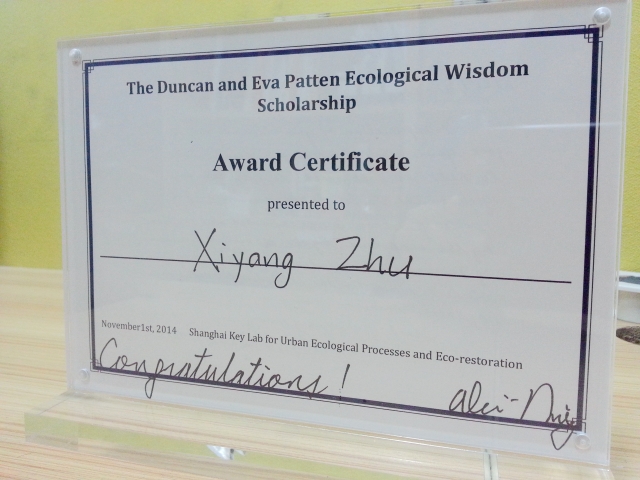 The Duncan and Eva Patten Ecological Wisdom
Scholarship
Award Certificate
presented to
Xiyang Zhu
November1st, 2014 Shanghai Key Lab for Urban Ecological Processes and Eco-restoration
Congratulations!